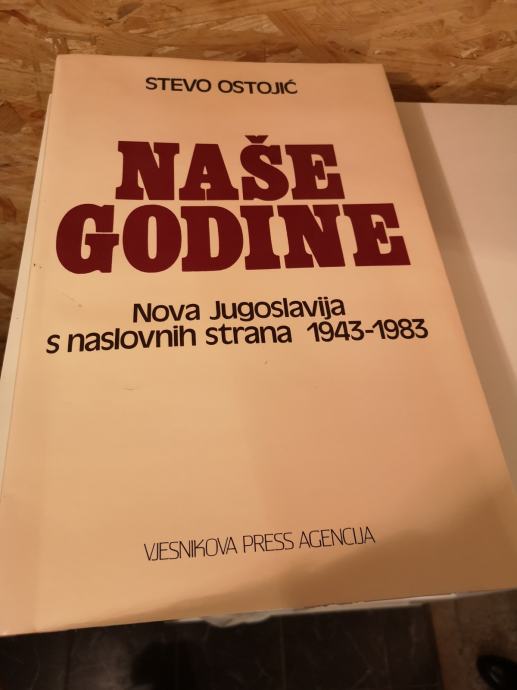 STEVO OSTOJIĆ
NAŠE
GODINE
Nova Jugoslavija
s naslovnih strana 1943-1983
VJESNIKOVA PRESS AGENCIJA